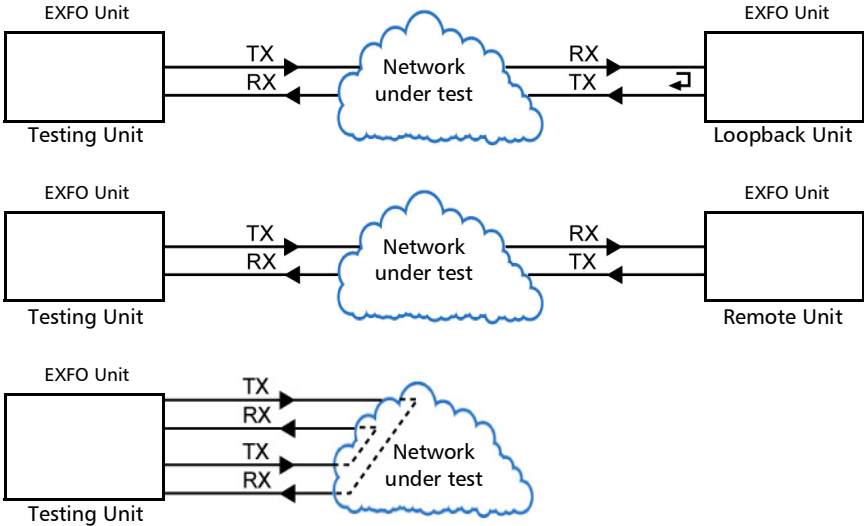 EXFO Unit
EXFO Unit
TX
RX
Network
under test
RX
TX
Testing Unit
Loopback Unit
EXFO Unit
EXFO Unit
TX
RX
Network
under test
RX
TX
Testing Unit
Remote Unit
EXFO Unit
TX
RX
TX
RX
Network
under test
Testing Unit